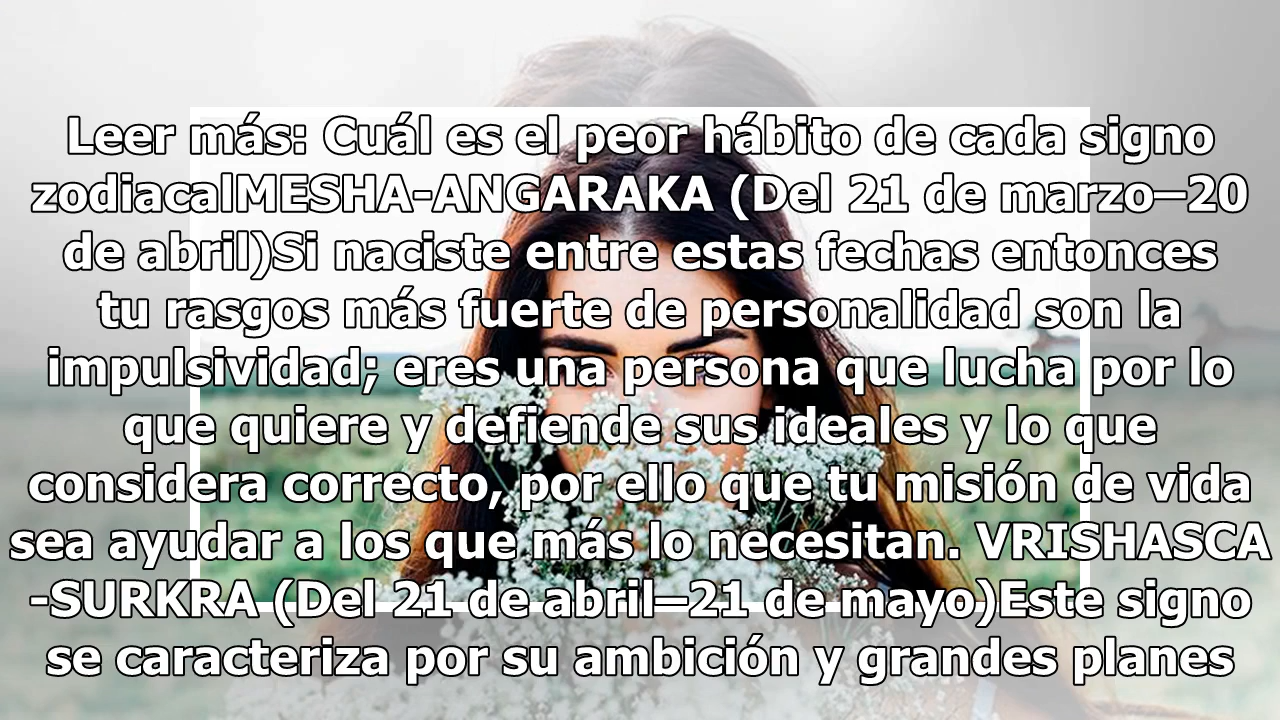 Leer más: Cuál es el peor hábito de cada signo
zodiacalMESHA-ANGARAKA (Del 21 de marzo—20
de abril)Si naciste entre estas fechas entonces
tu rasgos más fuerte de personalidad son la
impulsividad; eres una persona que lucha por lo
que quiere y defiende sus ideales y lo que
considera correcto, por ello que tu misión de vida
sea ayudar a los que más lo necesitan. VRISHASCA
-SURKRA (Del 21 de abril—21 de mayo)Este signo
se caracteriza por su ambición y grandes planes